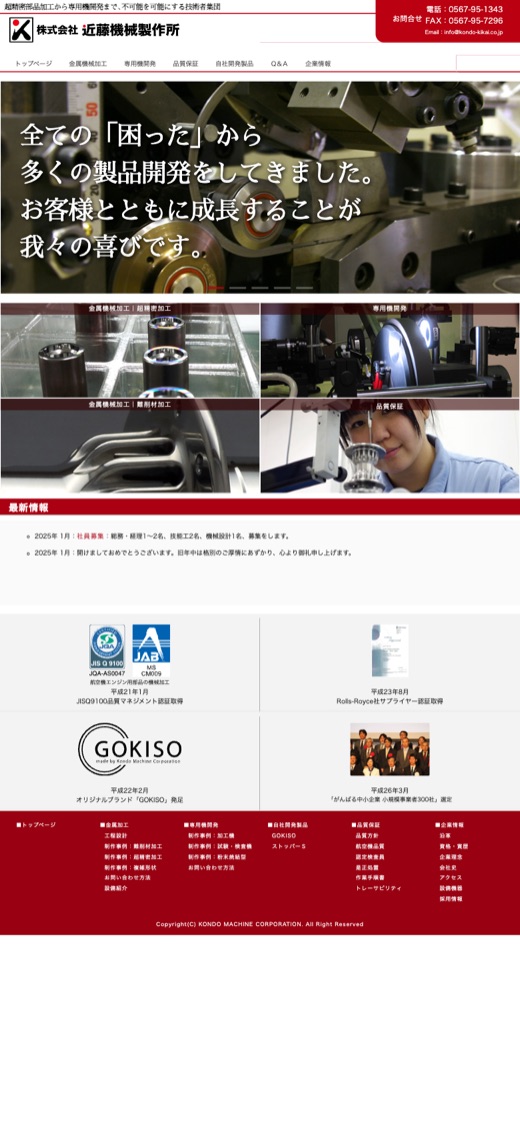 超精密部品加工から専用機開発まで、不可能を可能にする技術者集団
株式会社 近藤機械製作所
お問合せ
電話：0567-95-1343
FAX：0567-95-7296
Email：info@kondo-kikai.co.jp
トップページ 金属機械加工 専用機開発 品質保証 自社開発製品 Q&A 企業情報
50
全ての「困った」から
多くの製品開発をしてきました。
お客様とともに成長することが
我々の喜びです。
金属機械加工｜超精密加工
専用機開発
金属機械加工｜難削材加工
品質保証
最新情報
2025年 1月：社員募集：総務・経理1〜2名、技能工2名、機械設計1名、募集をします。
2025年 1月：開けましておめでとうございます。旧年中は格別のご厚情にあずかり、心より御礼申し上げます。
JQA
JIS Q 9100
JQA-AS0047
JAB
MS
CM009
航空機エンジン用部品の機械加工
平成21年1月
JISQ9100品質マネジメント認証取得
平成23年8月
Rolls-Royce社サプライヤー認証取得
GOKISO
made by Kondo Machine Corporation
平成22年2月
オリジナルブランド「GOKISO」発足
平成26年3月
「がんばる中小企業 小規模事業者300社」選定
■トップページ
■金属加工
工程設計
制作事例：難削材加工
制作事例：超精密加工
制作事例：複雑形状
お問い合わせ方法
設備紹介
■専用機開発
制作事例：加工機
制作事例：試験・検査機
制作事例：粉末焼結型
お問い合わせ方法
■自社開発製品
GOKISO
ストッパーS
■品質保証
品質方針
航空機品質
認定検査員
是正処置
作業手順書
トレーサビリティ
■企業情報
沿革
資格・賞歴
企業理念
会社史
アクセス
設備機器
採用情報
Copyright(C) KONDO MACHINE CORPORATION. All Right Reserved